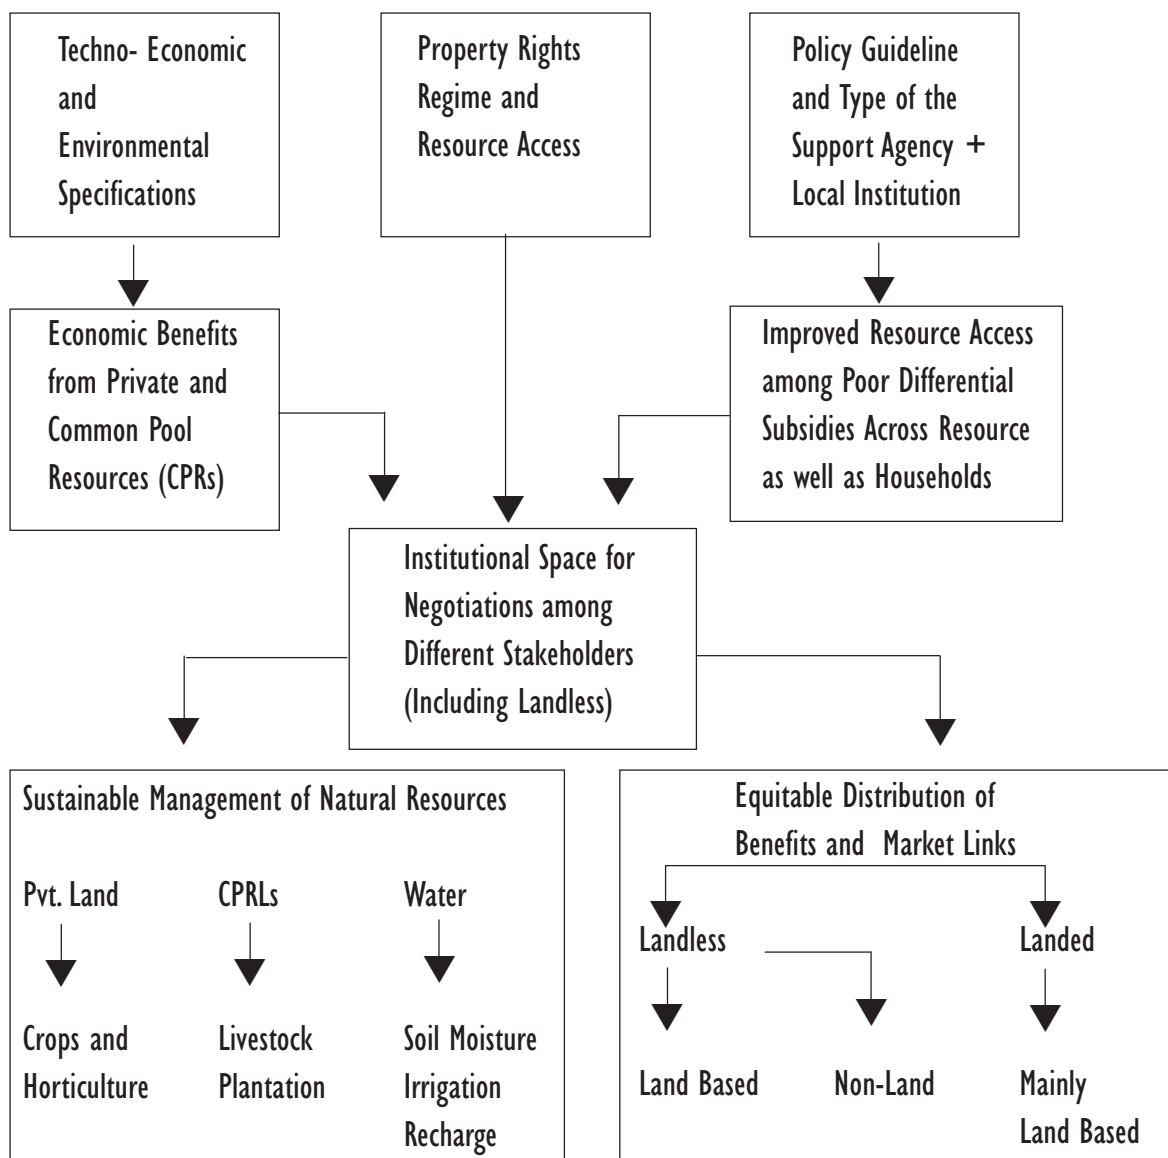 Techno- Economic
and
Environmental
Specifications
Property Rights
Regime and
Resource Access
Policy Guideline
and Type of the
Support Agency +
Local Institution
Economic Benefits
from Private and
Common Pool
Resources (CPRs)
Improved Resource Access
among Poor Differential
Subsidies Across Resource
as well as Households
Institutional Space for
Negotiations among
Different Stakeholders
(Including Landless)
Sustainable Management of Natural Resources
Pvt. Land
CPRLs
Water
Crops and
Horticulture
Livestock
Plantation
Soil Moisture
Irrigation
Recharge
Equitable Distribution of
Benefits and Market Links
Landless
Landed
Land Based
Non-Land
Mainly
Land Based